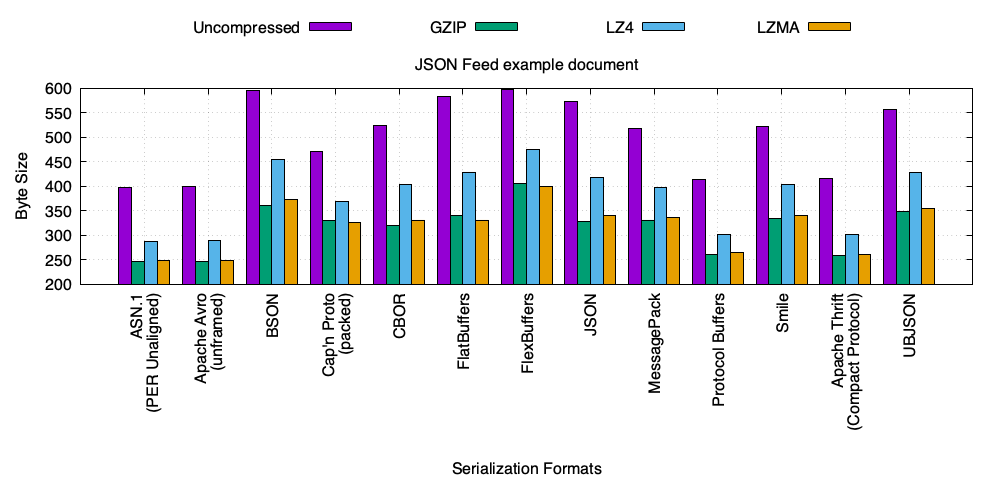 Uncompressed GZIP LZ4 LZMA
JSON Feed example document
600
550
500
450
400
350
300
250
200
Byte Size
ASN.1
(PER Unaligned)
Apache Avro
(unframed)
BSON
Cap'n Proto
(packed)
CBOR
FlatBuffers
FlexBuffers
JSON
MessagePack
Protocol Buffers
Smile
Apache Thrift
(Compact Protocol)
UBJSON
Serialization Formats